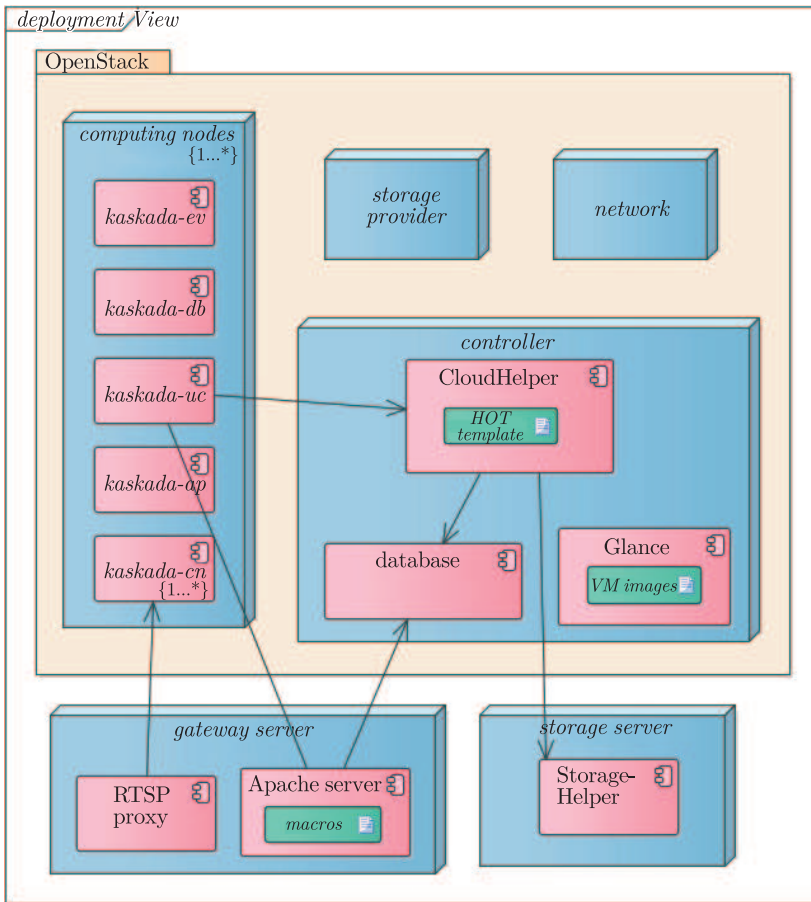 deployment View
OpenStack
computing nodes
{1...*}
kaskada-ev
kaskada-db
kaskada-uc
kaskada-ap
kaskada-cn
{1...*}
storage
provider
network
controller
CloudHelper
HOT
template
database
Glance
VM images
gateway server
RTSP
proxy
Apache server
macros
storage server
Storage-
Helper